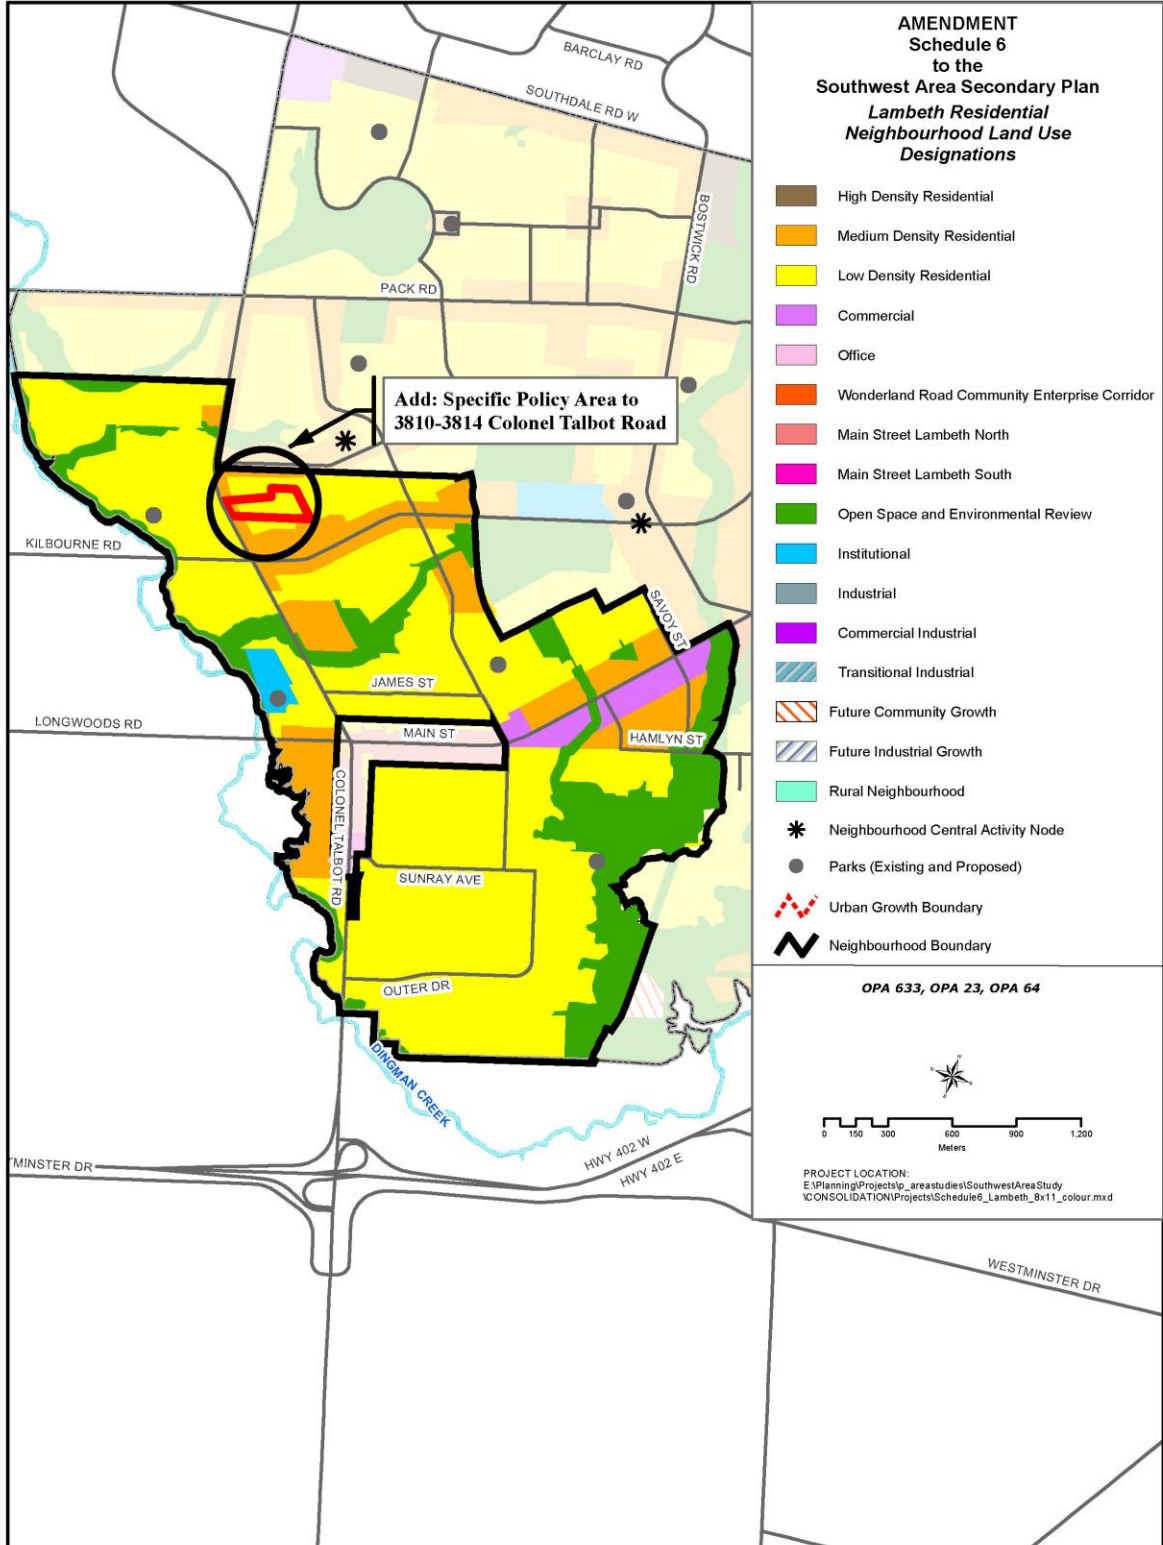 AMENDMENT
Schedule 6
to the
Southwest Area Secondary Plan
Lambeth Residential
Neighbourhood Land Use
Designations
High Density Residential
Medium Density Residential
Low Density Residential
Commercial
Office
Wonderland Road Community Enterprise Corridor
Main Street Lambeth North
Main Street Lambeth South
Open Space and Environmental Review
Institutional
Industrial
Commercial Industrial
Transitional Industrial
Future Community Growth
Future Industrial Growth
Rural Neighbourhood
Neighbourhood Central Activity Node
Parks (Existing and Proposed)
Urban Growth Boundary
Neighbourhood Boundary
OPA 633, OPA 23, OPA 64
0 150 300 600 900 1,200
Meters
PROJECT LOCATION:
E:\Planning\Projects\p_areastudies\SouthwestAreaStudy
\CONSOLIDATION\Projects\Schedule6_Lambeth_8x11_colour.mxd
BARCLAY RD
SOUTHDALE RD W
BOSTWICK RD
PACK RD
Add: Specific Policy Area to
3810-3814 Colonel Talbot Road
KILBOURNE RD
SAVOY ST
JAMES ST
LONGWOODS RD
MAIN ST
HAMLYN ST
COLONEL TALBOT RD
SUNRAY AVE
OUTER DR
DINGMAN CREEK
HWY 402 W
HWY 402 E
TMINSTER DR
WESTMINSTER DR